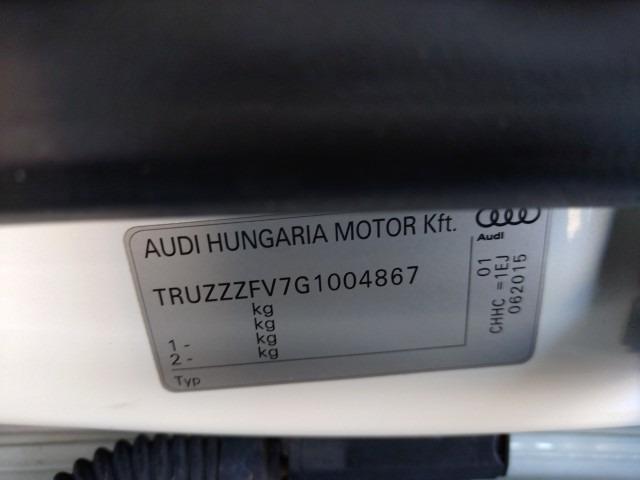 AUDI HUNGARIA MOTOR Kft.
Audi
TRUZZZFV7G1004867
kg
kg
1 - kg
2 - kg
Typ
01
CHHC =1EJ
062015